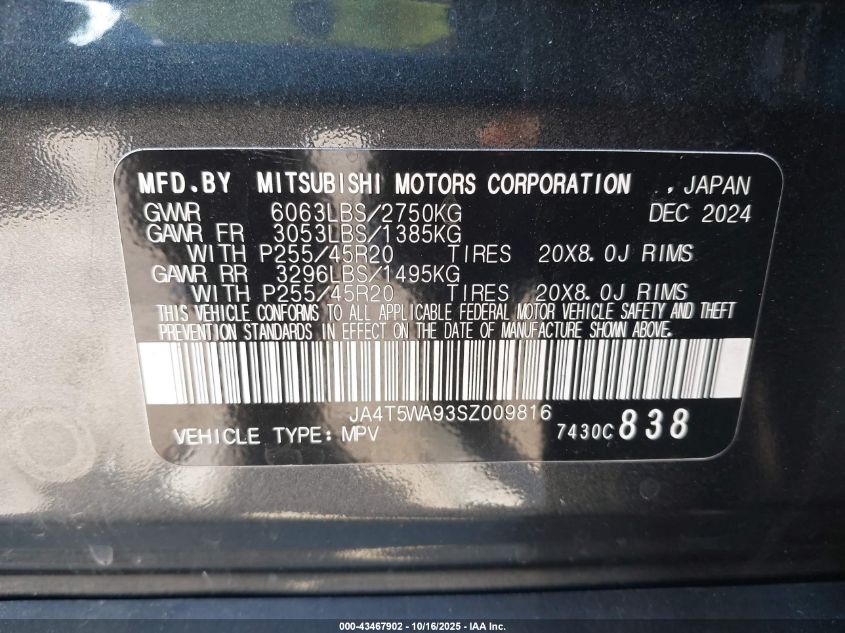 MFD.BY MITSUBISHI MOTORS CORPORATION , JAPAN
GVWR 6063LBS/2750KG DEC 2024
GAWR FR 3053LBS/1385KG
WITH P255/45R20 TIRES 20X8.0J RIMS
GAWR RR 3296LBS/1495KG
WITH P255/45R20 TIRES 20X8.0J RIMS
THIS VEHICLE CONFORMS TO ALL APPLICABLE FEDERAL MOTOR VEHICLE SAFETY AND THEFT
PREVENTION STANDARDS IN EFFECT ON THE DATE OF MANUFACTURE SHOWN ABOVE.
JA4T5WA93SZ009816
VEHICLE TYPE: MPV 7430C 838
000-43467902 / 10/16/2025 - IAA Inc.